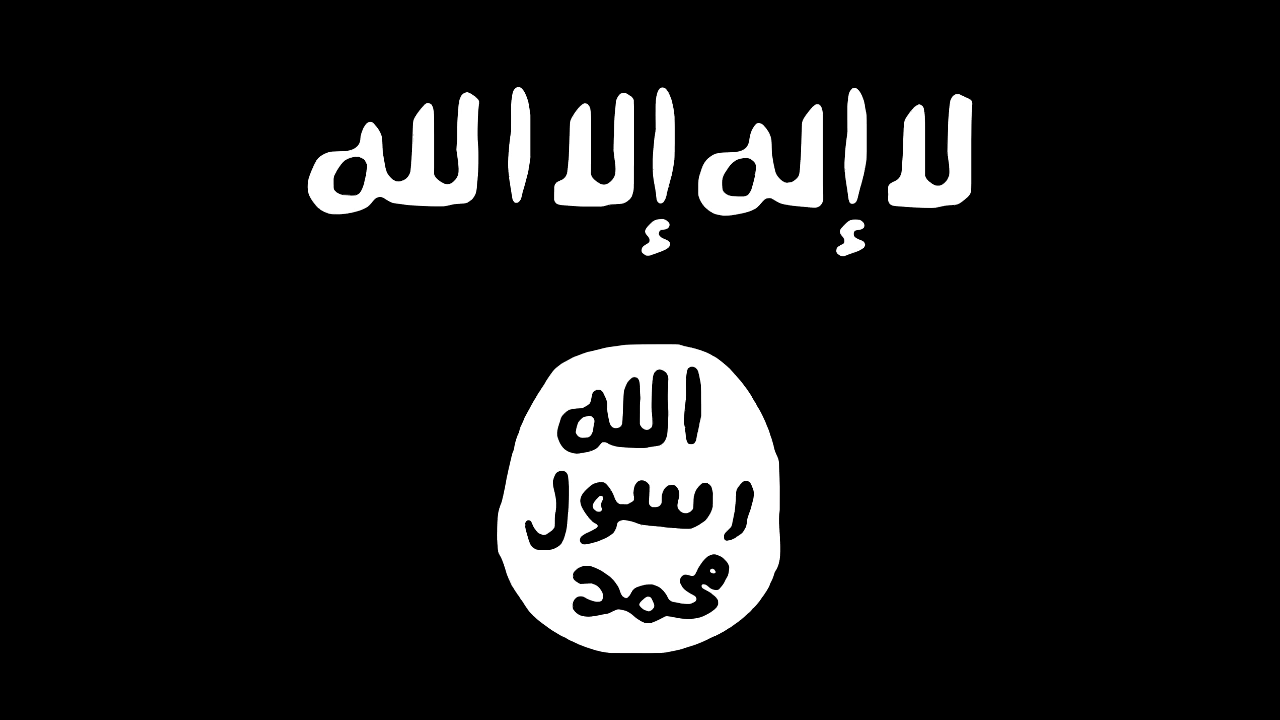 لا إله إلا الله
الله
رسول
محمد